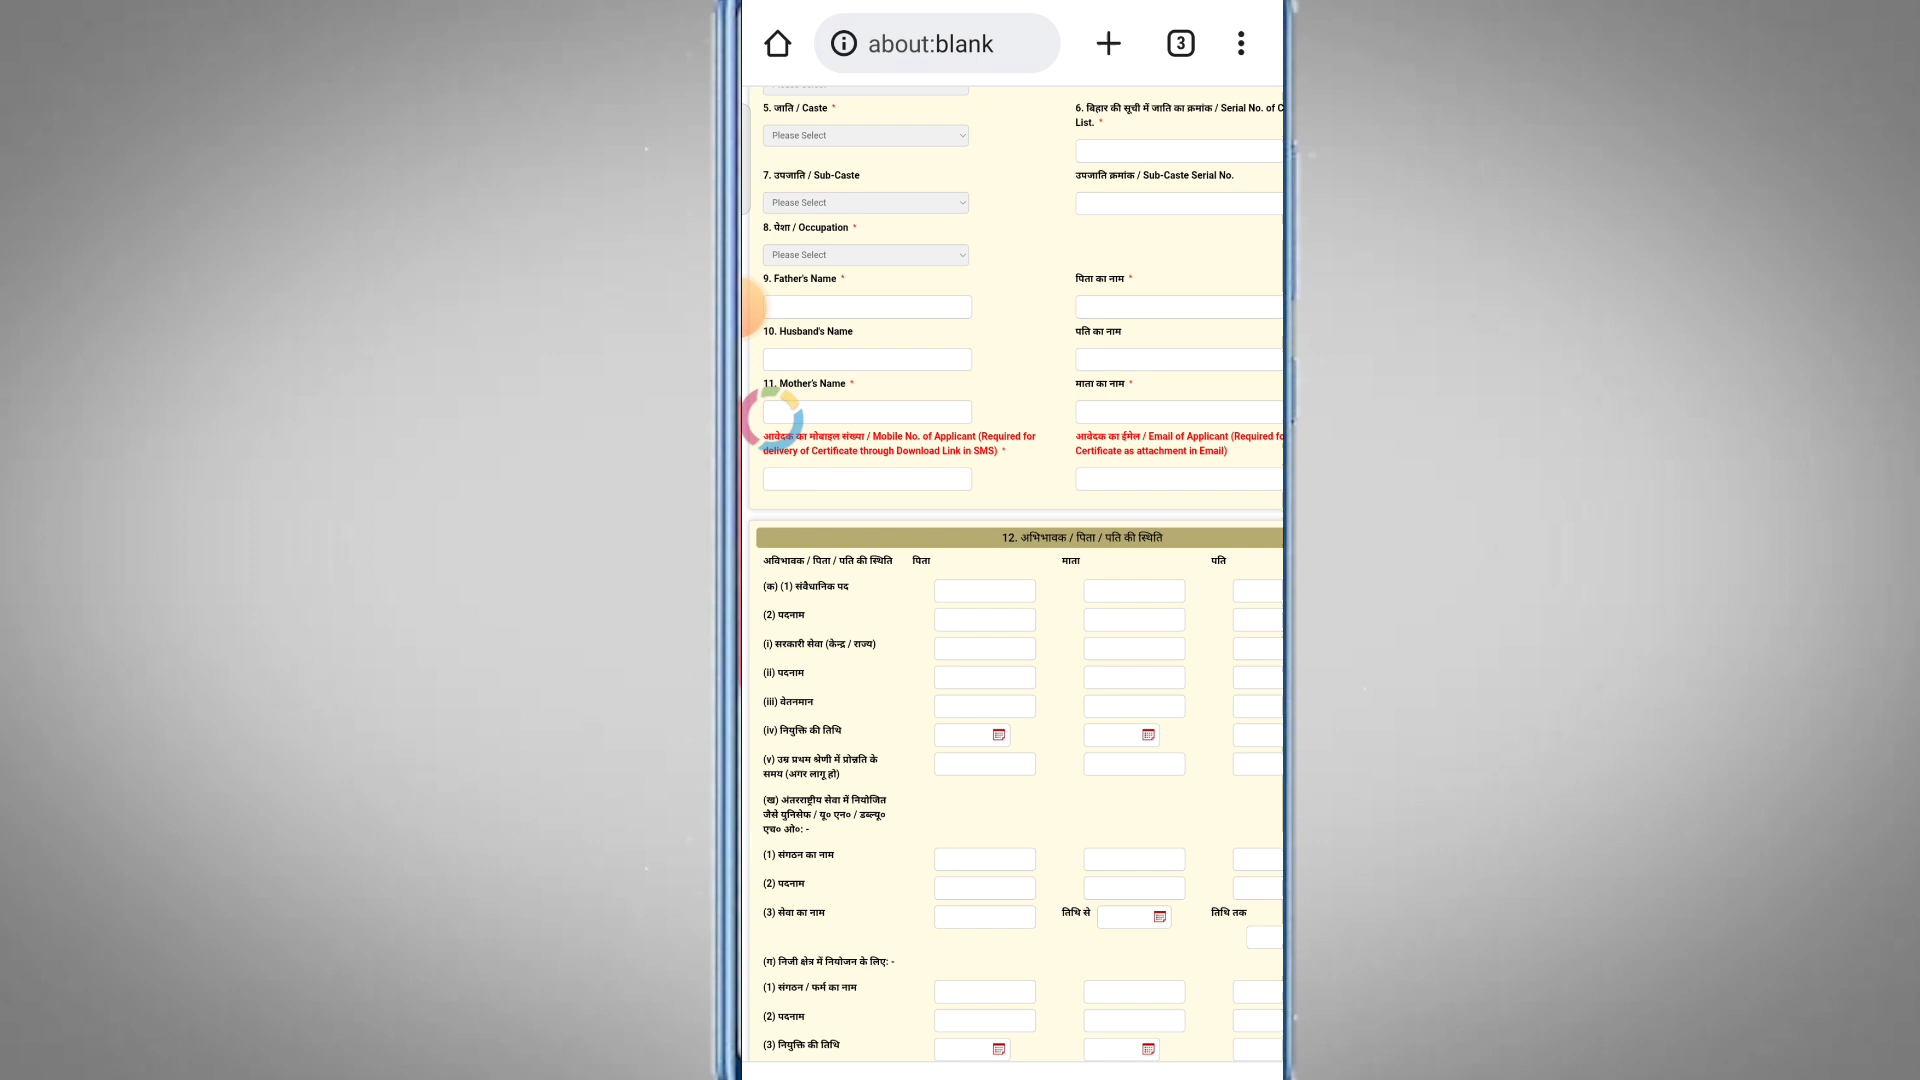 about:blank
3
5. जाति / Caste *
6. बिहार की सूची में जाति का क्रमांक / Serial No. of C
List. *
Please Select
7. उपजाति / Sub-Caste
उपजाति क्रमांक / Sub-Caste Serial No.
Please Select
8. पेशा / Occupation *
Please Select
9. Father's Name *
पिता का नाम *
10. Husband's Name
पति का नाम
11. Mother's Name *
माता का नाम *
आवेदक का मोबाइल संख्या / Mobile No. of Applicant (Required for
delivery of Certificate through Download Link in SMS) *
आवेदक का ईमेल / Email of Applicant (Required fo
Certificate as attachment in Email)
12. अभिभावक / पिता / पति की स्थिति
अविभावक / पिता / पति की स्थिति
पिता
माता
पति
(क) (1) संवैधानिक पद
(2) पदनाम
(i) सरकारी सेवा (केन्द्र / राज्य)
(ii) पदनाम
(iii) वेतनमान
(iv) नियुक्ति की तिथि
(v) उम्र प्रथम श्रेणी में प्रोन्नति के
समय (अगर लागू हो)
(ख) अंतरराष्ट्रीय सेवा में नियोजित
जैसे युनिसेफ / यू० एन० / डब्ल्यू०
एच० ओ०: -
(1) संगठन का नाम
(2) पदनाम
(3) सेवा का नाम
तिथि से
तिथि तक
(ग) निजी क्षेत्र में नियोजन के लिए: -
(1) संगठन / फर्म का नाम
(2) पदनाम
(3) नियुक्ति की तिथि